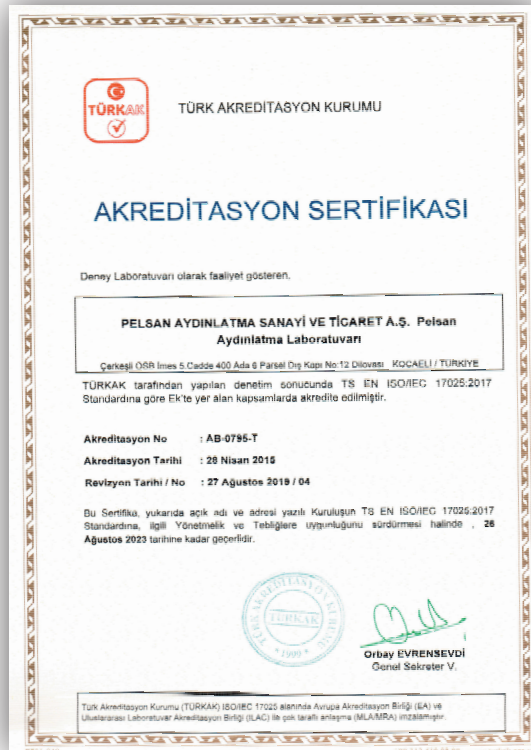 TÜRKAK
TÜRK AKREDİTASYON KURUMU
AKREDİTASYON SERTİFİKASI
Deney Laboratuvarı olarak faaliyet gösteren,
PELSAN AYDINLATMA SANAYİ VE TİCARET A.Ş. Pelsan
Aydınlatma Laboratuvarı
Çerkeşli OSB İmes 5.Cadde 400 Ada 6 Parsel Dış Kapı No:12 Dilovası KOCAELİ / TÜRKİYE
TÜRKAK tarafından yapılan denetim sonucunda TS EN ISO/IEC 17025:2017
Standardına göre Ek'te yer alan kapsamlarda akredite edilmiştir.
Akreditasyon No : AB-0795-T
Akreditasyon Tarihi : 28 Nisan 2015
Revizyon Tarihi / No : 27 Ağustos 2019 / 04
Bu Sertifika, yukarıda açık adı ve adresi yazılı Kuruluşun TS EN ISO/IEC 17025:2017
Standardına, ilgili Yönetmelik ve Tebliğlere uygunluğunu sürdürmesi halinde , 26
Ağustos 2023 tarihine kadar geçerlidir.
TÜRK AKREDİTASYON KURUMU
TÜRKAK
1999
Orbay EVRENSEVDİ
Genel Sekreter V.
Türk Akreditasyon Kurumu (TÜRKAK) ISO/IEC 17025 alanında Avrupa Akreditasyon Birliği (EA) ve
Uluslararası Laboratuvar Akreditasyon Birliği (ILAC) ile çok taraflı anlaşma (MLA/MRA) imzalamıştır.